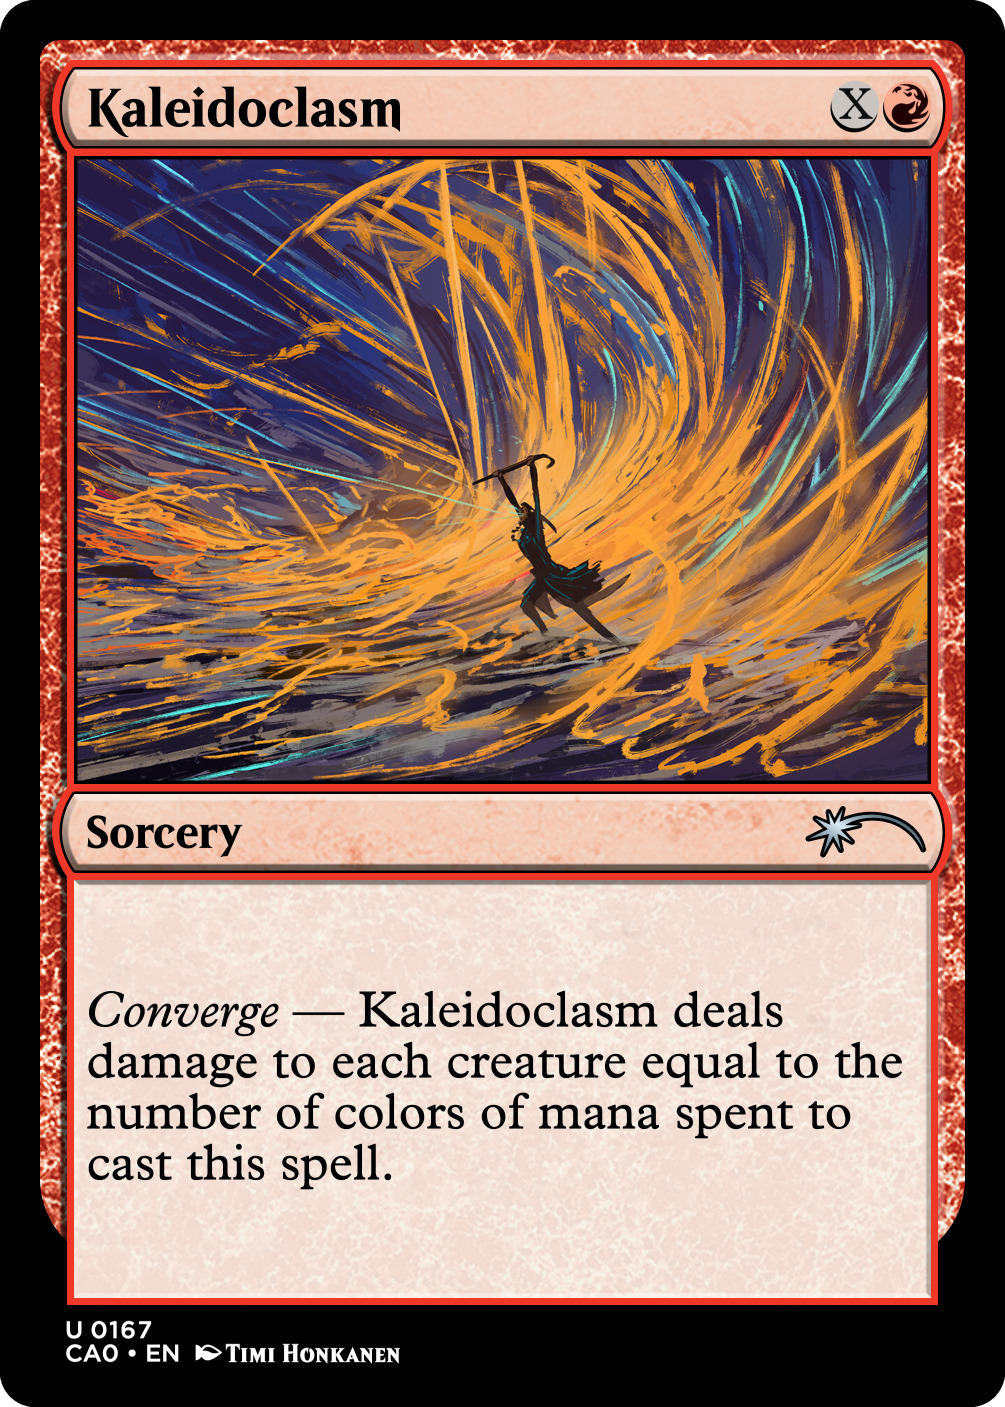 Kaleidoclasm X
Sorcery
Converge — Kaleidoclasm deals
damage to each creature equal to the
number of colors of mana spent to
cast this spell.
U 0167
CAO • EN TIMI HONKANEN